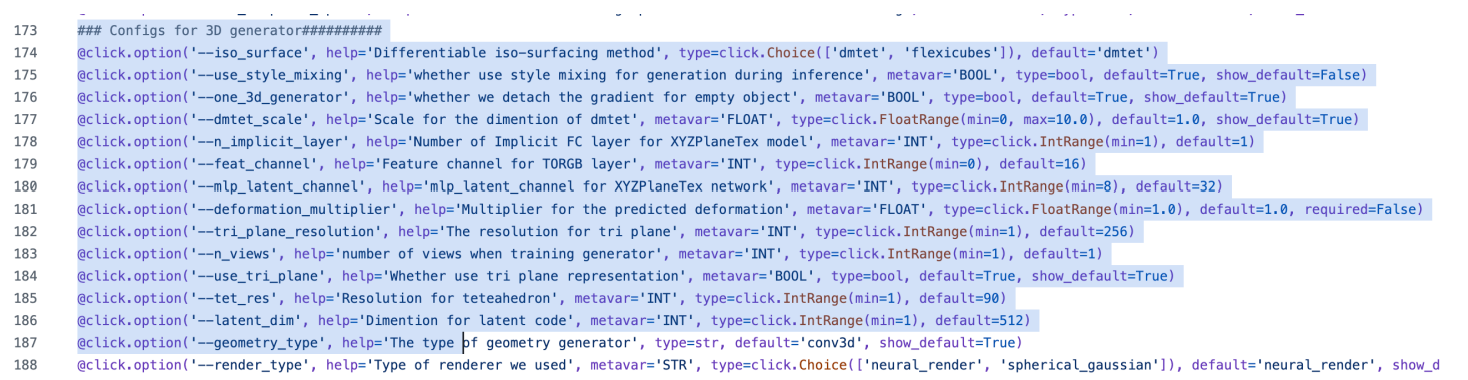 173 ### Configs for 3D generator##########
174 @click.option('--iso_surface', help='Differentiable iso-surfacing method', type=click.Choice(['dmtet', 'flexicubes']), default='dmtet')
175 @click.option('--use_style_mixing', help='whether use style mixing for generation during inference', metavar='BOOL', type=bool, default=True, show_default=False)
176 @click.option('--one_3d_generator', help='whether we detach the gradient for empty object', metavar='BOOL', type=bool, default=True, show_default=True)
177 @click.option('--dmtet_scale', help='Scale for the dimention of dmtet', metavar='FLOAT', type=click.FloatRange(min=0, max=10.0), default=1.0, show_default=True)
178 @click.option('--n_implicit_layer', help='Number of Implicit FC layer for XYZPlaneTex model', metavar='INT', type=click.IntRange(min=1), default=1)
179 @click.option('--feat_channel', help='Feature channel for TORGB layer', metavar='INT', type=click.IntRange(min=0), default=16)
180 @click.option('--mlp_latent_channel', help='mlp_latent_channel for XYZPlaneTex network', metavar='INT', type=click.IntRange(min=8), default=32)
181 @click.option('--deformation_multiplier', help='Multiplier for the predicted deformation', metavar='FLOAT', type=click.FloatRange(min=1.0), default=1.0, required=False)
182 @click.option('--tri_plane_resolution', help='The resolution for tri plane', metavar='INT', type=click.IntRange(min=1), default=256)
183 @click.option('--n_views', help='number of views when training generator', metavar='INT', type=click.IntRange(min=1), default=1)
184 @click.option('--use_tri_plane', help='Whether use tri plane representation', metavar='BOOL', type=bool, default=True, show_default=True)
185 @click.option('--tet_res', help='Resolution for teteahedron', metavar='INT', type=click.IntRange(min=1), default=90)
186 @click.option('--latent_dim', help='Dimention for latent code', metavar='INT', type=click.IntRange(min=1), default=512)
187 @click.option('--geometry_type', help='The type of geometry generator', type=str, default='conv3d', show_default=True)
188 @click.option('--render_type', help='Type of renderer we used', metavar='STR', type=click.Choice(['neural_render', 'spherical_gaussian']), default='neural_render', show_d